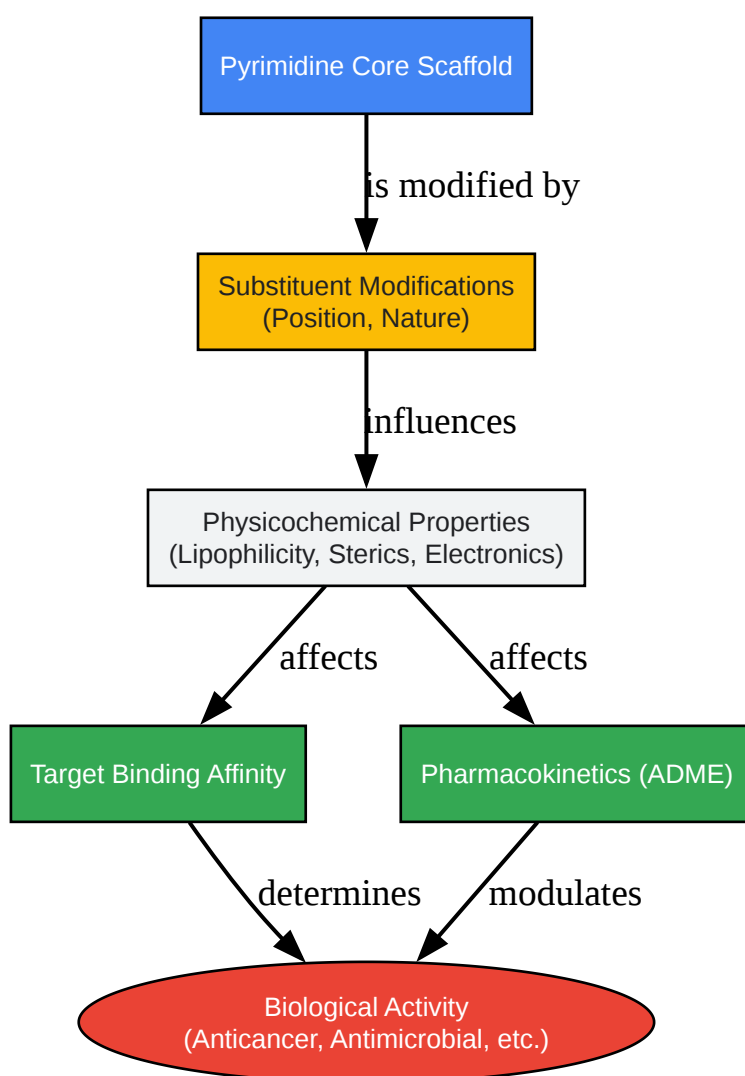 Pyrimidine Core Scaffold
is modified by
Substituent Modifications
(Position, Nature)
influences
Physicochemical Properties
(Lipophilicity, Sterics, Electronics)
affects
affects
Target Binding Affinity
Pharmacokinetics (ADME)
determines
modulates
Biological Activity
(Anticancer, Antimicrobial, etc.)